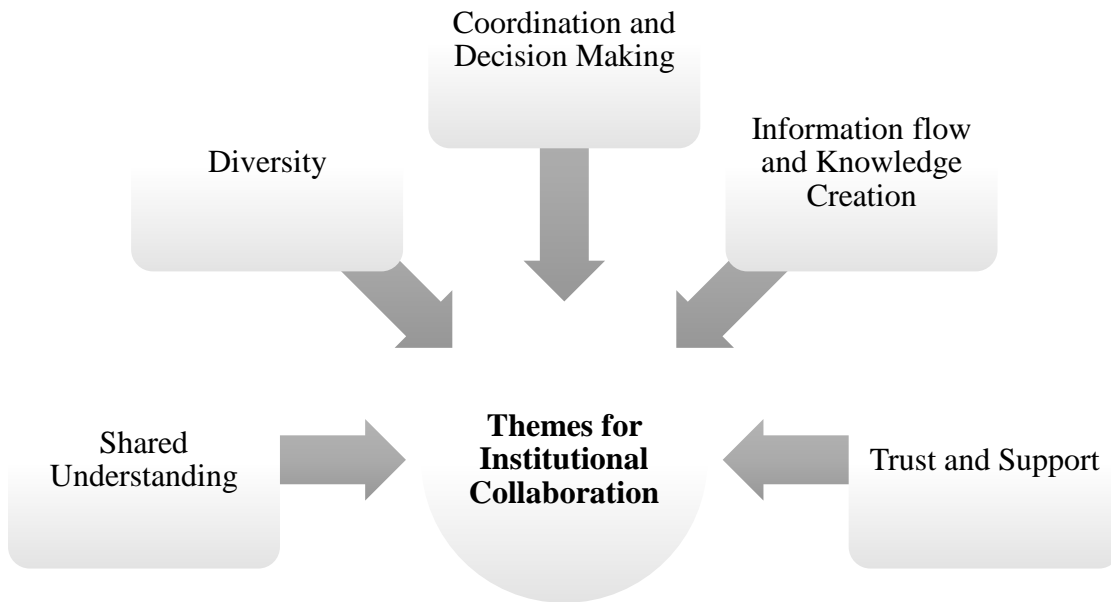 Coordination and
Decision Making
Diversity
Information flow
and Knowledge
Creation
Shared
Understanding
Themes for
Institutional
Collaboration
Trust and Support